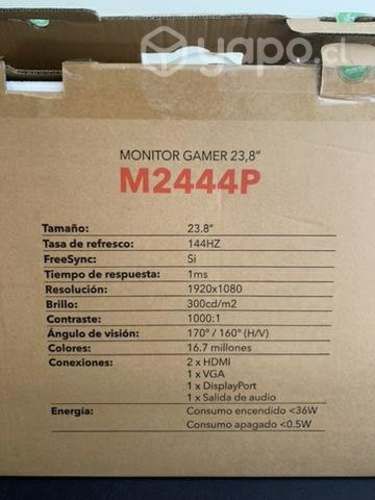 yapo.cl
MONITOR GAMER 23,8"
M2444P
Tamaño: 23.8"
Tasa de refresco: 144HZ
FreeSync: Si
Tiempo de respuesta: 1ms
Resolución: 1920x1080
Brillo: 300cd/m2
Contraste: 1000:1
Ángulo de visión: 170° / 160° (H/V)
Colores: 16.7 millones
Conexiones: 2 x HDMI
1 x VGA
1 x DisplayPort
1 x Salida de audio
Energía: Consumo encendido <36W
Consumo apagado <0.5W